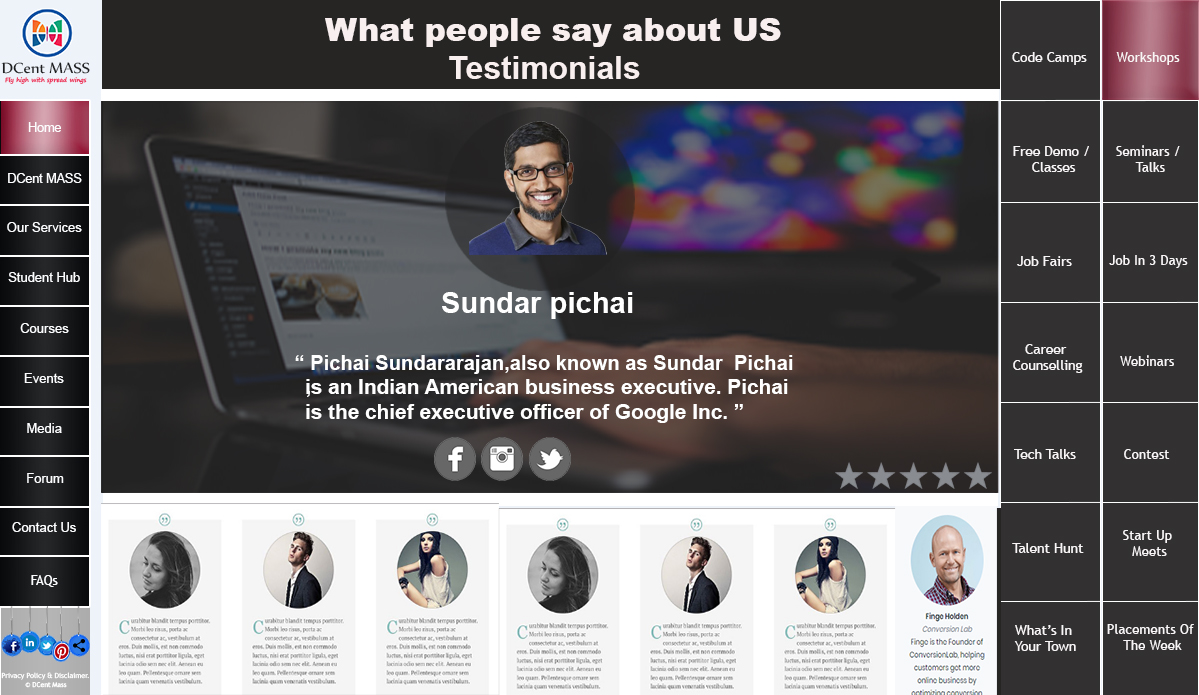 DCent MASS
Fly high with spread wings
What people say about US
Testimonials
Home
DCent MASS
Our Services
Student Hub
Courses
Events
Media
Forum
Contact Us
FAQs
Privacy Policy & Disclaimer.
© DCent Mass
Sundar pichai
“ Pichai Sundararajan,also known as Sundar Pichai
is an Indian American business executive. Pichai
is the chief executive officer of Google Inc. ”
Curabitur blandit tempus porttitor.
Morbi leo risus, porta ac
consectetur ac, vestibulum at
eros. Duis mollis, est non commodo
luctus, nisi erat porttitor ligula, eget
lacinia odio sem nec elit. Aenean eu
leo quam. Pellentesque ornare sem
lacinia quam venenatis vestibulum.
Curabitur blandit tempus porttitor.
Morbi leo risus, porta ac
consectetur ac, vestibulum at
eros. Duis mollis, est non commodo
luctus, nisi erat porttitor ligula, eget
lacinia odio sem nec elit. Aenean eu
leo quam. Pellentesque ornare sem
lacinia quam venenatis vestibulum.
Curabitur blandit tempus porttitor.
Morbi leo risus, porta ac
consectetur ac, vestibulum at
eros. Duis mollis, est non commodo
luctus, nisi erat porttitor ligula, eget
lacinia odio sem nec elit. Aenean eu
leo quam. Pellentesque ornare sem
lacinia quam venenatis vestibulum.
Curabitur blandit tempus porttitor.
Morbi leo risus, porta ac
consectetur ac, vestibulum at
eros. Duis mollis, est non commodo
luctus, nisi erat porttitor ligula, eget
lacinia odio sem nec elit. Aenean eu
leo quam. Pellentesque ornare sem
lacinia quam venenatis vestibulum.
Curabitur blandit tempus porttitor.
Morbi leo risus, porta ac
consectetur ac, vestibulum at
eros. Duis mollis, est non commodo
luctus, nisi erat porttitor ligula, eget
lacinia odio sem nec elit. Aenean eu
leo quam. Pellentesque ornare sem
lacinia quam venenatis vestibulum.
Curabitur blandit tempus porttitor.
Morbi leo risus, porta ac
consectetur ac, vestibulum at
eros. Duis mollis, est non commodo
luctus, nisi erat porttitor ligula, eget
lacinia odio sem nec elit. Aenean eu
leo quam. Pellentesque ornare sem
lacinia quam venenatis vestibulum.
Finge Holden
Conversion Lab
Finge is the Founder of
ConversionLab, helping
customers get more
online business by
optimizing conversion
Code Camps
Workshops
Free Demo /
Classes
Seminars /
Talks
Job Fairs
Job In 3 Days
Career
Counselling
Webinars
Tech Talks
Contest
Talent Hunt
Start Up
Meets
What's In
Your Town
Placements Of
The Week